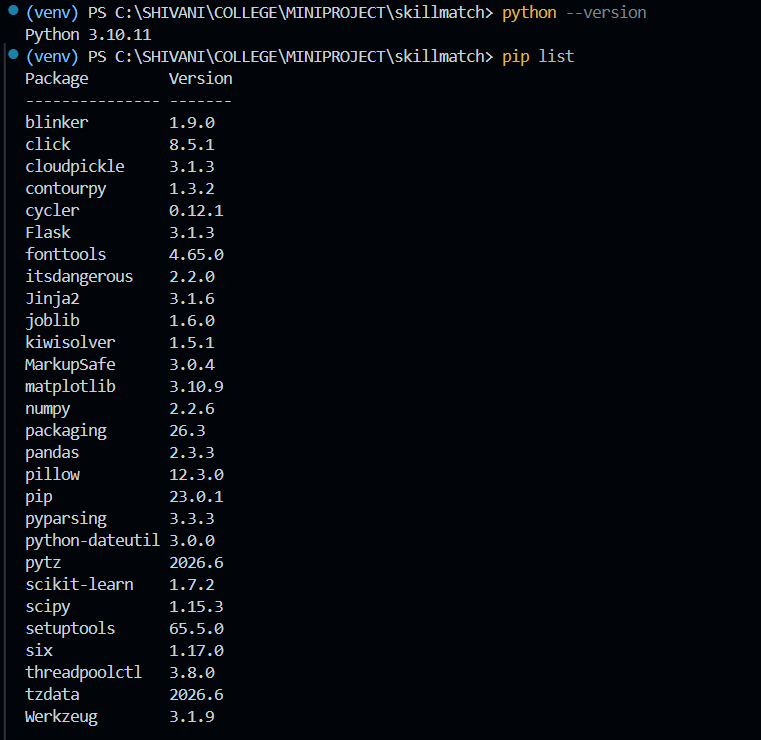 (venv) PS C:\SHIVANI\COLLEGE\MINIPROJECT\skillmatch> python --version
Python 3.10.11
(venv) PS C:\SHIVANI\COLLEGE\MINIPROJECT\skillmatch> pip list
Package         Version
--------------- -------
blinker         1.9.0
click           8.5.1
cloudpickle     3.1.3
contourpy       1.3.2
cycler          0.12.1
Flask           3.1.3
fonttools       4.65.0
itsdangerous    2.2.0
Jinja2          3.1.6
joblib          1.6.0
kiwisolver      1.5.1
MarkupSafe      3.0.4
matplotlib      3.10.9
numpy           2.2.6
packaging       26.3
pandas          2.3.3
pillow          12.3.0
pip             23.0.1
pyparsing       3.3.3
python-dateutil 3.0.0
pytz            2026.6
scikit-learn    1.7.2
scipy           1.15.3
setuptools      65.5.0
six             1.17.0
threadpoolctl   3.8.0
tzdata          2026.6
Werkzeug        3.1.9